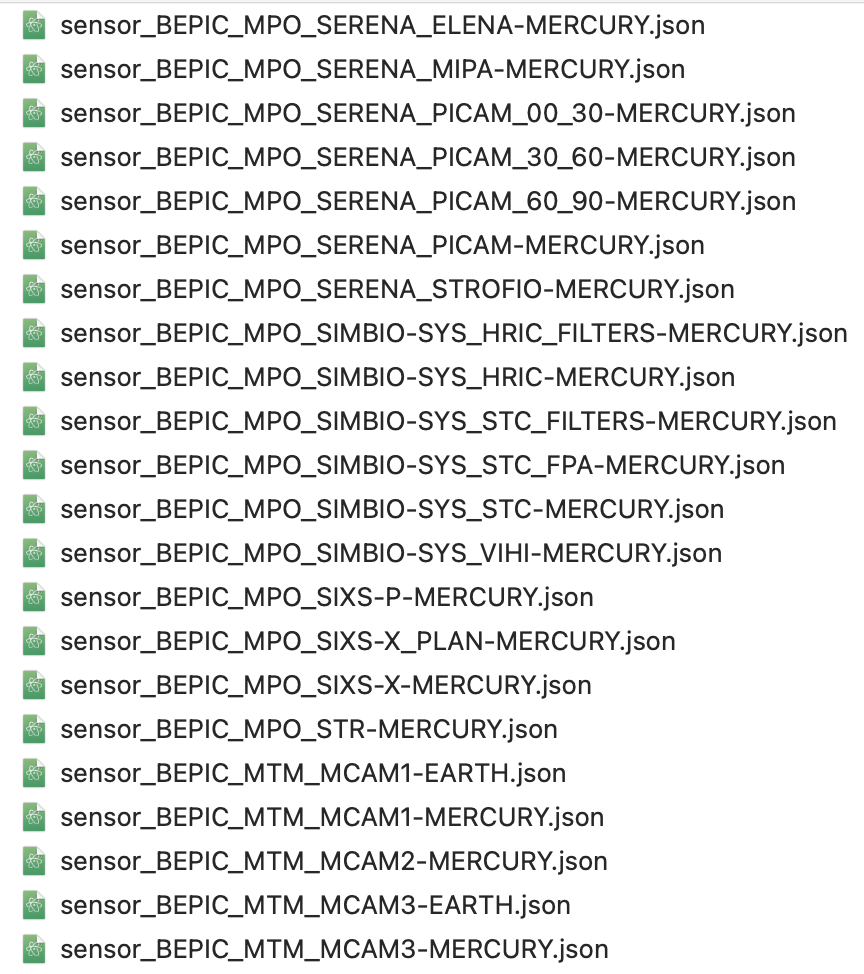 sensor_BEPIC_MPO_SERENA_ELENA-MERCURY.json
sensor_BEPIC_MPO_SERENA_MIPA-MERCURY.json
sensor_BEPIC_MPO_SERENA_PICAM_00_30-MERCURY.json
sensor_BEPIC_MPO_SERENA_PICAM_30_60-MERCURY.json
sensor_BEPIC_MPO_SERENA_PICAM_60_90-MERCURY.json
sensor_BEPIC_MPO_SERENA_PICAM-MERCURY.json
sensor_BEPIC_MPO_SERENA_STROFIO-MERCURY.json
sensor_BEPIC_MPO_SIMBIO-SYS_HRIC_FILTERS-MERCURY.json
sensor_BEPIC_MPO_SIMBIO-SYS_HRIC-MERCURY.json
sensor_BEPIC_MPO_SIMBIO-SYS_STC_FILTERS-MERCURY.json
sensor_BEPIC_MPO_SIMBIO-SYS_STC_FPA-MERCURY.json
sensor_BEPIC_MPO_SIMBIO-SYS_STC-MERCURY.json
sensor_BEPIC_MPO_SIMBIO-SYS_VIHI-MERCURY.json
sensor_BEPIC_MPO_SIXS-P-MERCURY.json
sensor_BEPIC_MPO_SIXS-X_PLAN-MERCURY.json
sensor_BEPIC_MPO_SIXS-X-MERCURY.json
sensor_BEPIC_MPO_STR-MERCURY.json
sensor_BEPIC_MTM_MCAM1-EARTH.json
sensor_BEPIC_MTM_MCAM1-MERCURY.json
sensor_BEPIC_MTM_MCAM2-MERCURY.json
sensor_BEPIC_MTM_MCAM3-EARTH.json
sensor_BEPIC_MTM_MCAM3-MERCURY.json